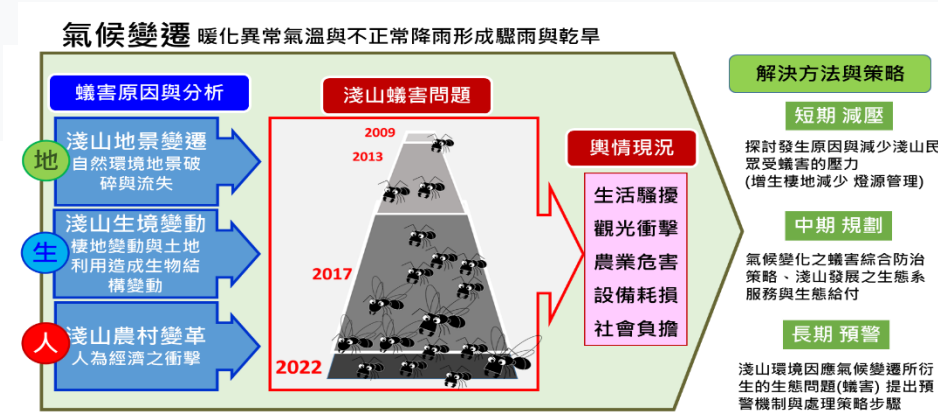 氣候變遷 暖化異常氣溫與不正常降雨形成驟雨與乾旱
蟻害原因與分析
地
淺山地景變遷
自然環境地景破
碎與流失
生
淺山生境變動
棲地變動與土地
利用造成生物結
構變動
人
淺山農村變革
人為經濟之衝擊
淺山蟻害問題
2009
2013
2017
2022
輿情現況
生活騷擾
觀光衝擊
農業危害
設備耗損
社會負擔
解決方法與策略
短期 減壓
探討發生原因與減少淺山民
眾受蟻害的壓力
(增生棲地減少 燈源管理)
中期 規劃
氣候變化之蟻害綜合防治
策略、淺山發展之生態系
服務與生態給付
長期 預警
淺山環境因應氣候變遷所衍
生的生態問題(蟻害) 提出預
警機制與處理策略步驟